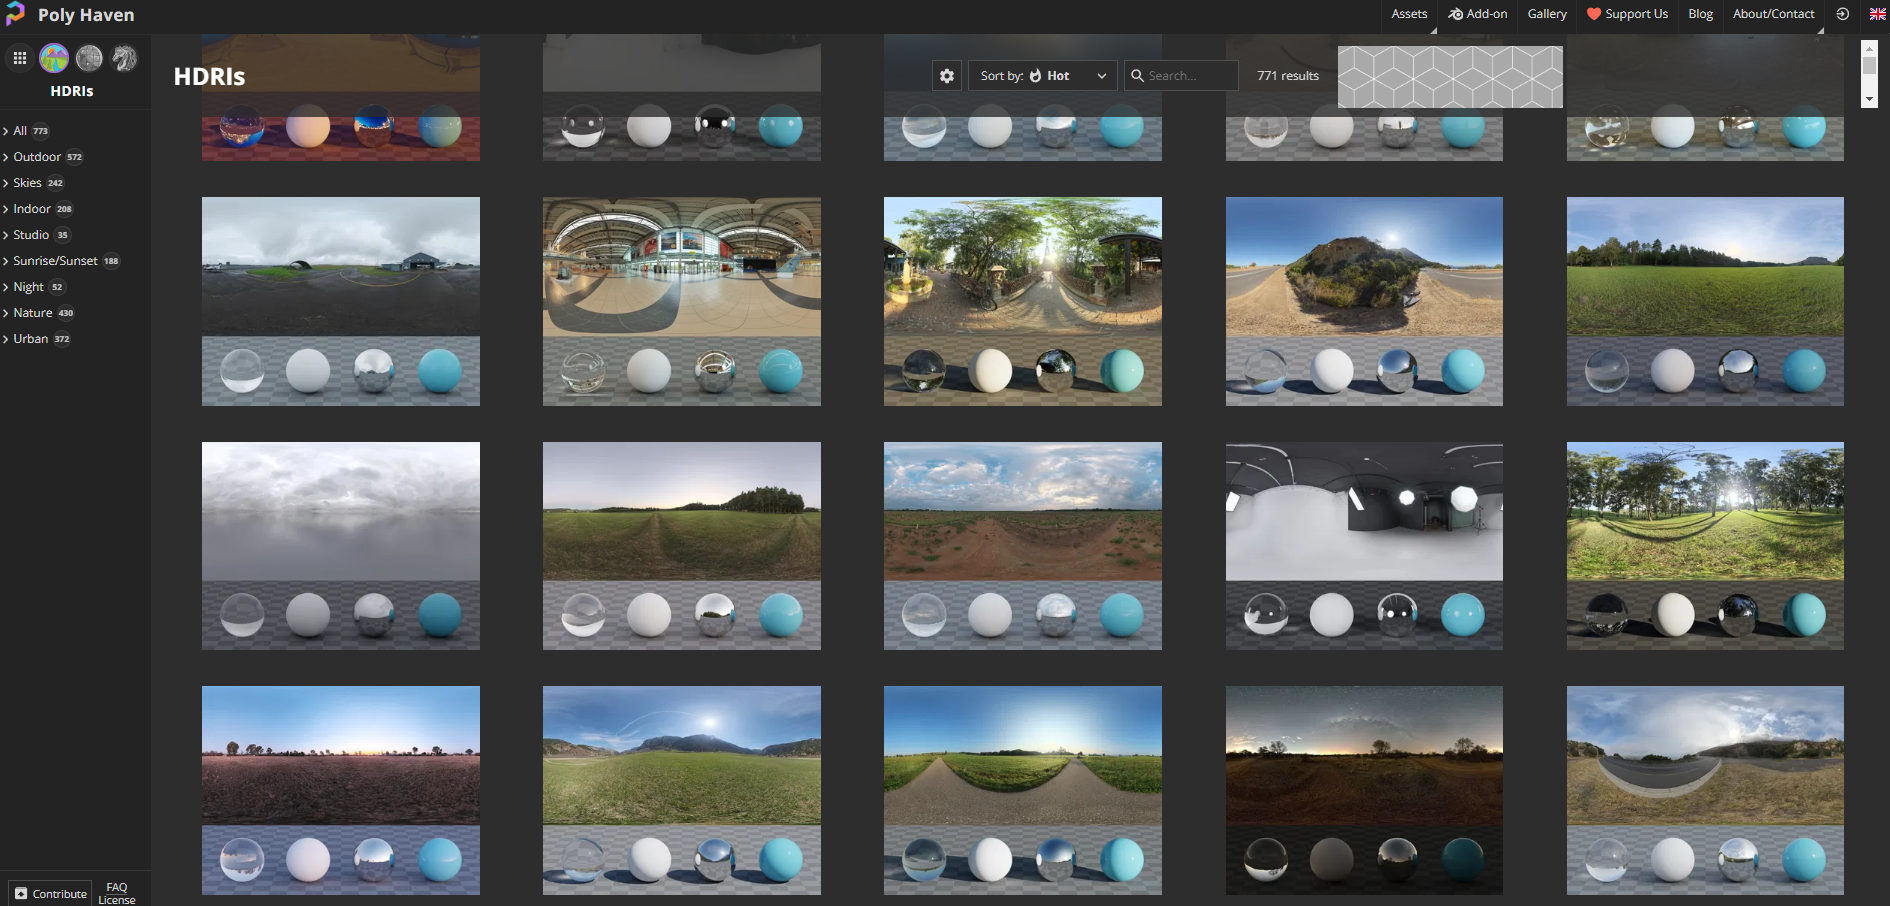 Poly Haven
Assets
Add-on
Gallery
Support Us
Blog
About/Contact
HDRIs
All 773
Outdoor 572
Skies 242
Indoor 208
Studio 35
Sunrise/Sunset 188
Night 52
Nature 430
Urban 372
HDRIs
Sort by: Hot
Search...
771 results
Contribute
FAQ
License